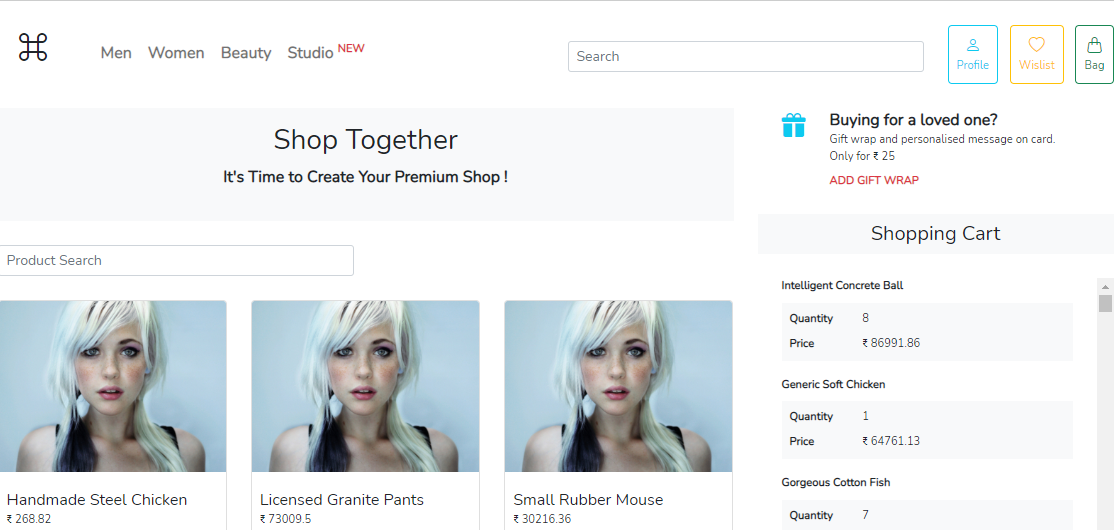 Men Women Beauty Studio NEW
Search
Profile
Wislist
Bag
Shop Together
It's Time to Create Your Premium Shop !
Product Search
Handmade Steel Chicken
₹ 268.82
Licensed Granite Pants
₹ 73009.5
Small Rubber Mouse
₹ 30216.36
Buying for a loved one?
Gift wrap and personalised message on card.
Only for ₹ 25
ADD GIFT WRAP
Shopping Cart
Intelligent Concrete Ball
Quantity 8
Price ₹ 86991.86
Generic Soft Chicken
Quantity 1
Price ₹ 64761.13
Gorgeous Cotton Fish
Quantity 7